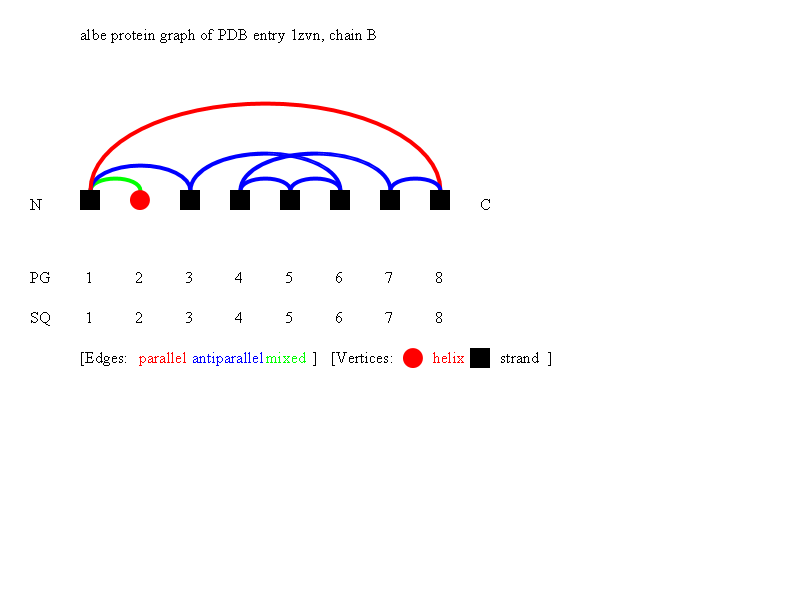 albe protein graph of PDB entry 1zvn, chain B
N C
PG 1 2 3 4 5 6 7 8
SQ 1 2 3 4 5 6 7 8
[Edges: parallel antiparallel mixed ] [Vertices: helix strand ]